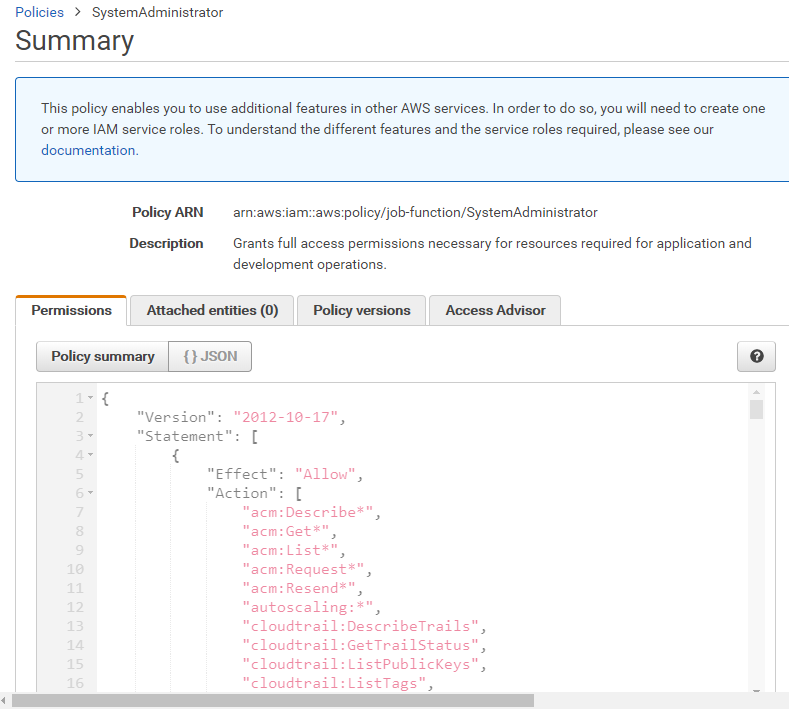 Policies > SystemAdministrator
Summary
This policy enables you to use additional features in other AWS services. In order to do so, you will need to create one
or more IAM service roles. To understand the different features and the service roles required, please see our
documentation.
Policy ARN arn:aws:iam::aws:policy/job-function/SystemAdministrator
Description Grants full access permissions necessary for resources required for application and
development operations.
Permissions Attached entities (0) Policy versions Access Advisor
Policy summary {} JSON ?
1 {
2 "Version": "2012-10-17",
3 "Statement": [
4 {
5 "Effect": "Allow",
6 "Action": [
7 "acm:Describe*",
8 "acm:Get*",
9 "acm:List*",
10 "acm:Request*",
11 "acm:Resend*",
12 "autoscaling:*",
13 "cloudtrail:DescribeTrails",
14 "cloudtrail:GetTrailStatus",
15 "cloudtrail:ListPublicKeys",
16 "cloudtrail:ListTags",